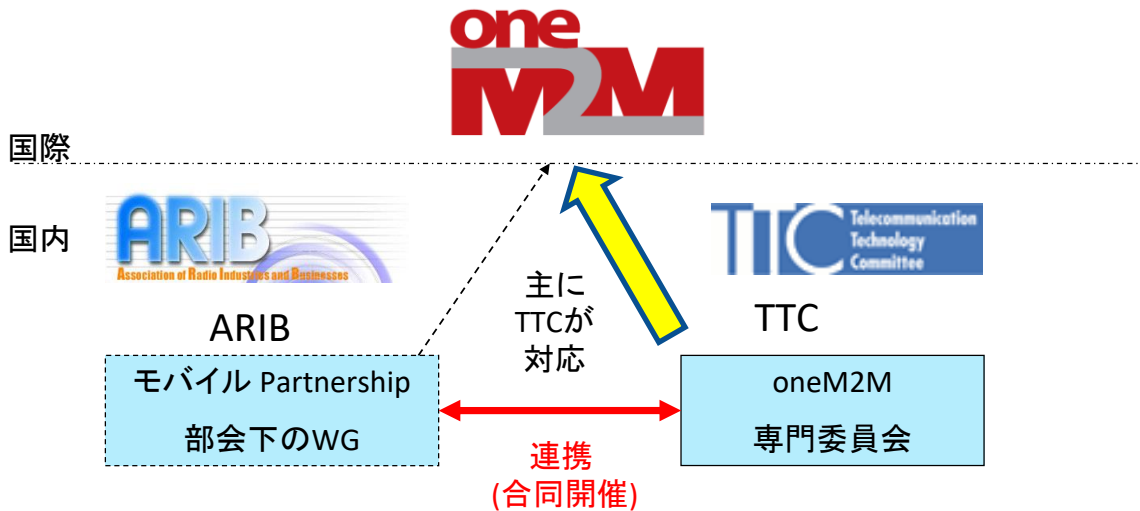 one
M2M
国際
国内
ARIB
Association of Radio Industries and Businesses
TTC
Telecommunication
Technology
Committee
ARIB
主に
TTCが
対応
TTC
モバイル Partnership
部会下のWG
oneM2M
専門委員会
連携
(合同開催)